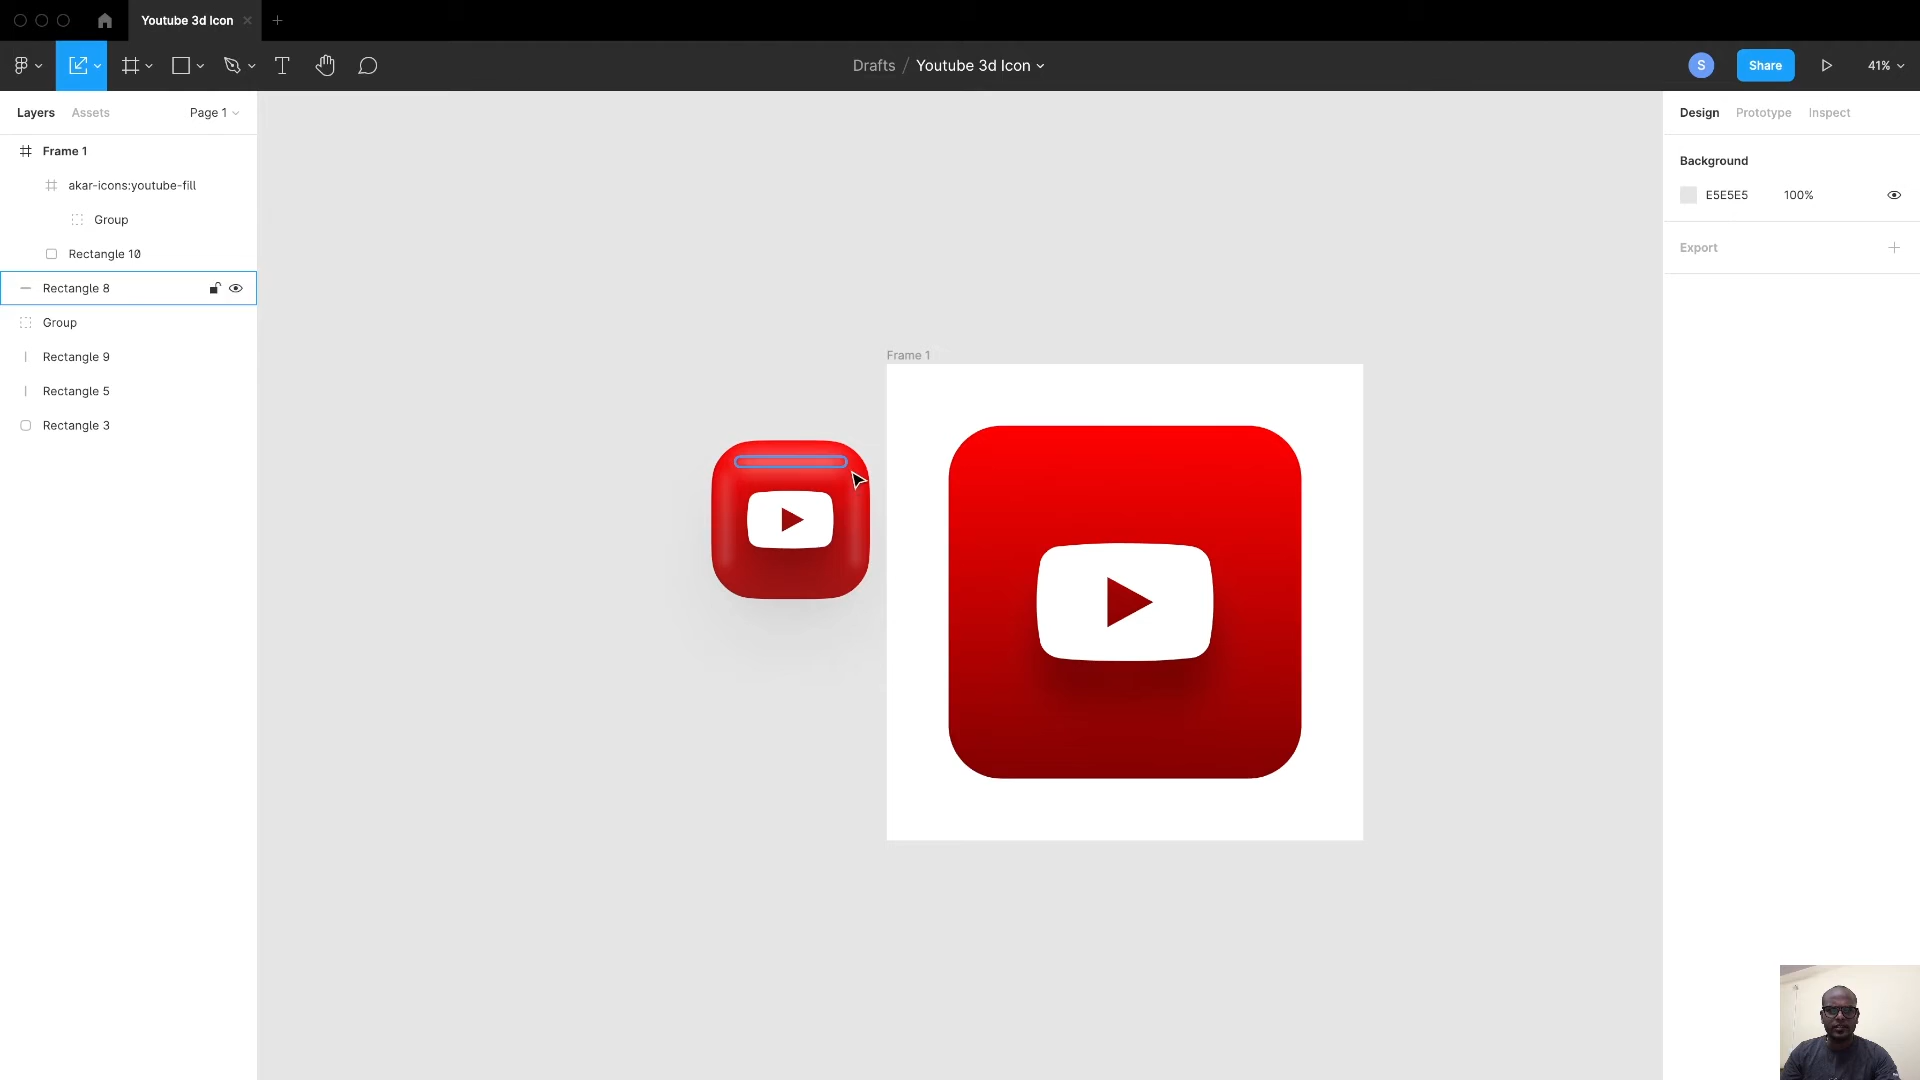 Youtube 3d Icon
Drafts / Youtube 3d Icon
S
Share
41%
Layers
Assets
Page 1
Design
Prototype
Inspect
Frame 1
akar-icons:youtube-fill
Group
Rectangle 10
Rectangle 8
Group
Rectangle 9
Rectangle 5
Rectangle 3
Frame 1
Background
E5E5E5
100%
Export